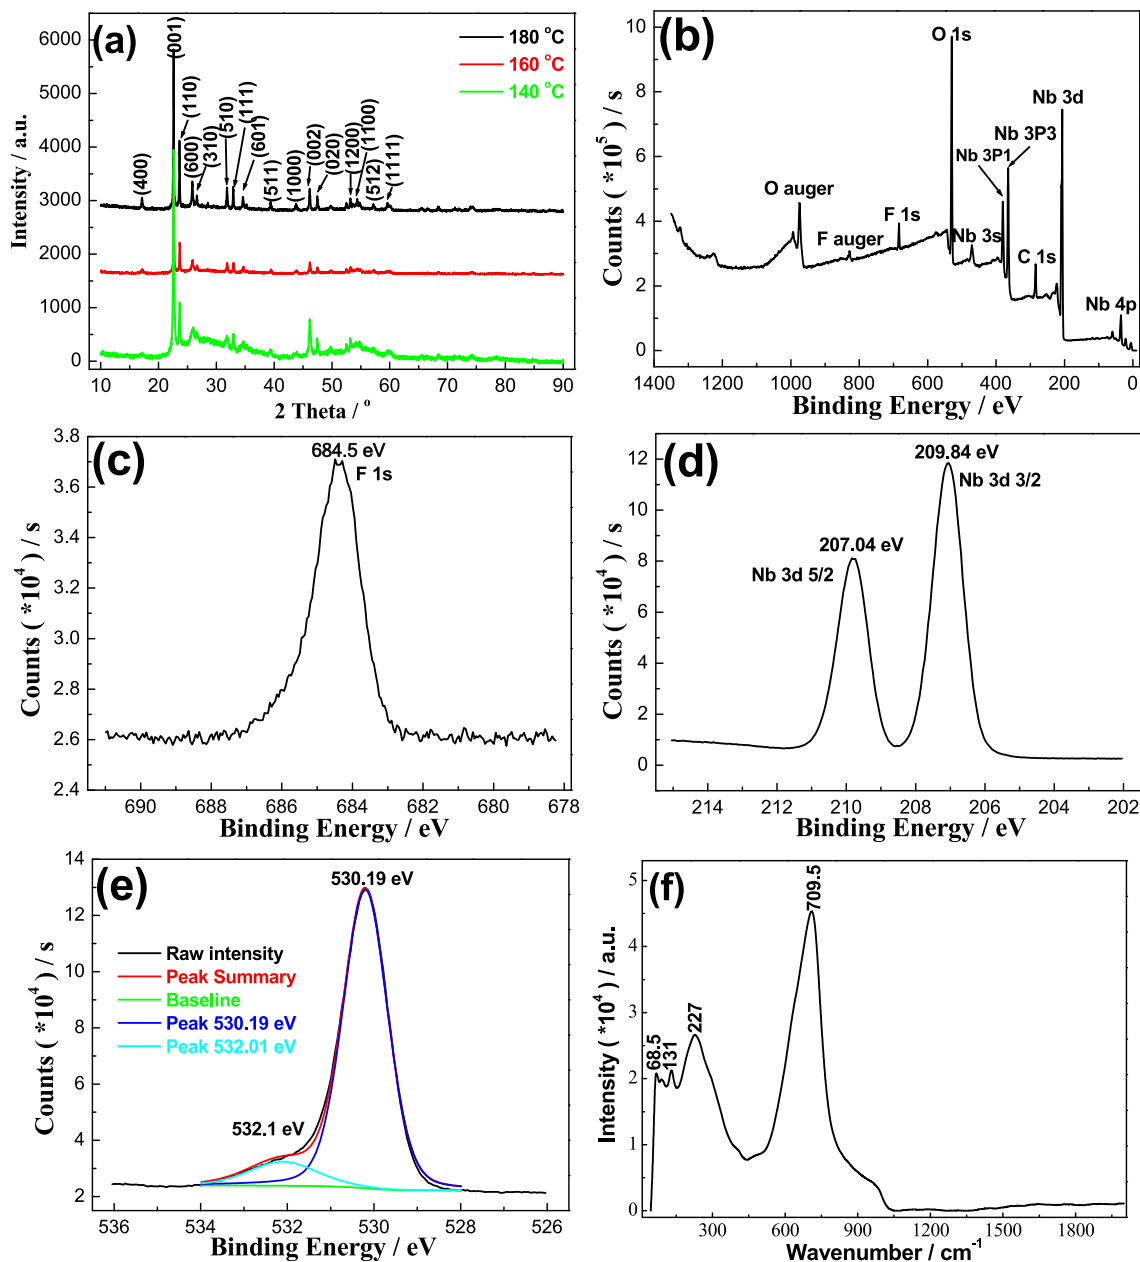 (a)
6000
5000
4000
3000
2000
1000
0
Intensity / a.u.
180 °C
160 °C
140 °C
(400)
(001)
(110)
(600)
(310)
(510)
(111)
(601)
(511)
(1000)
(002)
(020)
(1200)
(1100)
(512)
(1111)
10 20 30 40 50 60 70 80 90
2 Theta / °
(b)
10
8
6
4
2
0
Counts ( *10⁵ ) / s
O 1s
Nb 3d
Nb 3P3
Nb 3P1
O auger
F 1s
F auger
Nb 3s
C 1s
Nb 4p
1400 1200 1000 800 600 400 200 0
Binding Energy / eV
(c)
3.8
3.6
3.4
3.2
3.0
2.8
2.6
2.4
Counts ( *10⁴ ) / s
684.5 eV
F 1s
690 688 686 684 682 680 678
Binding Energy / eV
(d)
12
10
8
6
4
2
0
Counts ( *10⁴ ) / s
209.84 eV
Nb 3d 3/2
207.04 eV
Nb 3d 5/2
214 212 210 208 206 204 202
Binding Energy / eV
(e)
14
12
10
8
6
4
2
Counts ( *10⁴ ) / s
530.19 eV
Raw intensity
Peak Summary
Baseline
Peak 530.19 eV
Peak 532.01 eV
532.1 eV
536 534 532 530 528 526
Binding Energy / eV
(f)
5
4
3
2
1
0
Intensity ( *10⁴ ) / a.u.
68.5
131
227
709.5
300 600 900 1200 1500 1800
Wavenumber / cm⁻¹